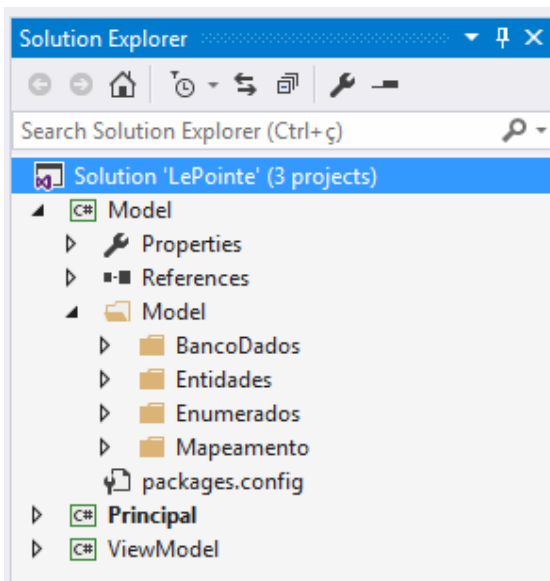 Solution Explorer
Search Solution Explorer (Ctrl+ç)
Solution 'LePointe' (3 projects)
C# Model
Properties
References
Model
BancoDados
Entidades
Enumerados
Mapeamento
packages.config
C# Principal
C# ViewModel